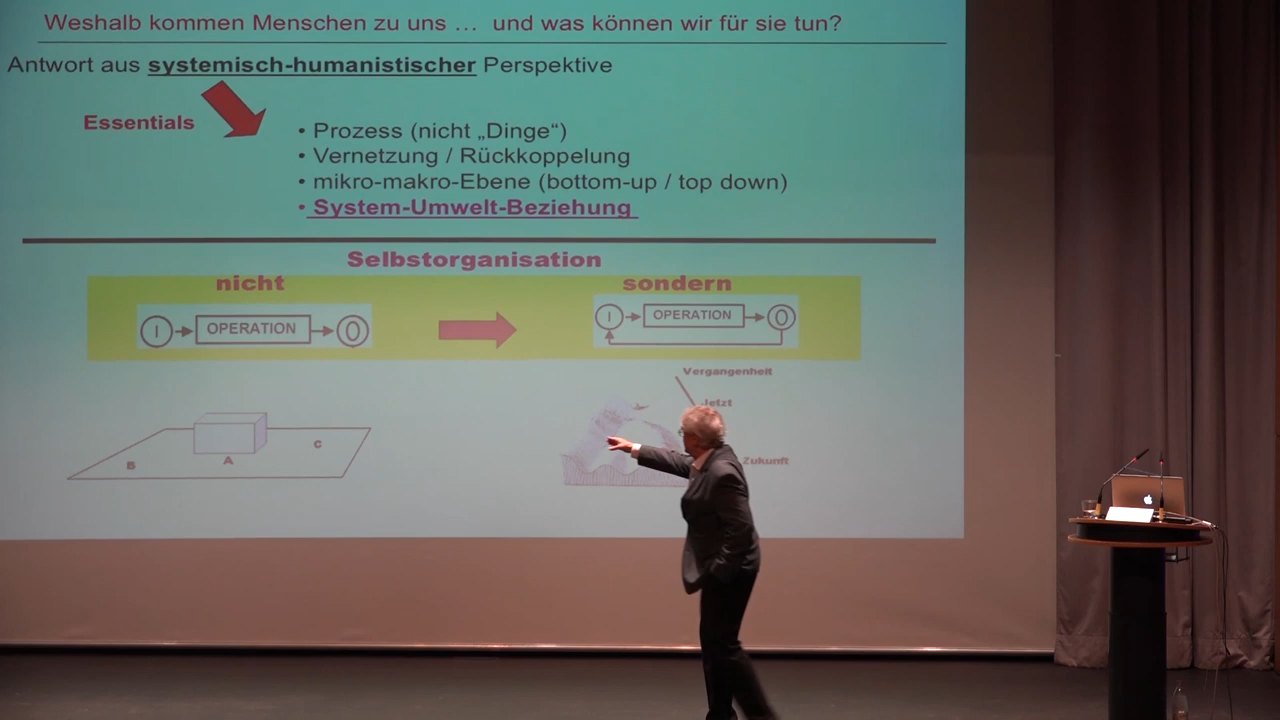 Weshalb kommen Menschen zu uns … und was können wir für sie tun?
Antwort aus systemisch-humanistischer Perspektive
Essentials
• Prozess (nicht „Dinge“)
• Vernetzung / Rückkoppelung
• mikro-makro-Ebene (bottom-up / top down)
• System-Umwelt-Beziehung
Selbstorganisation
nicht
sondern
I OPERATION O
I OPERATION O
Vergangenheit
Jetzt
Zukunft
B A C